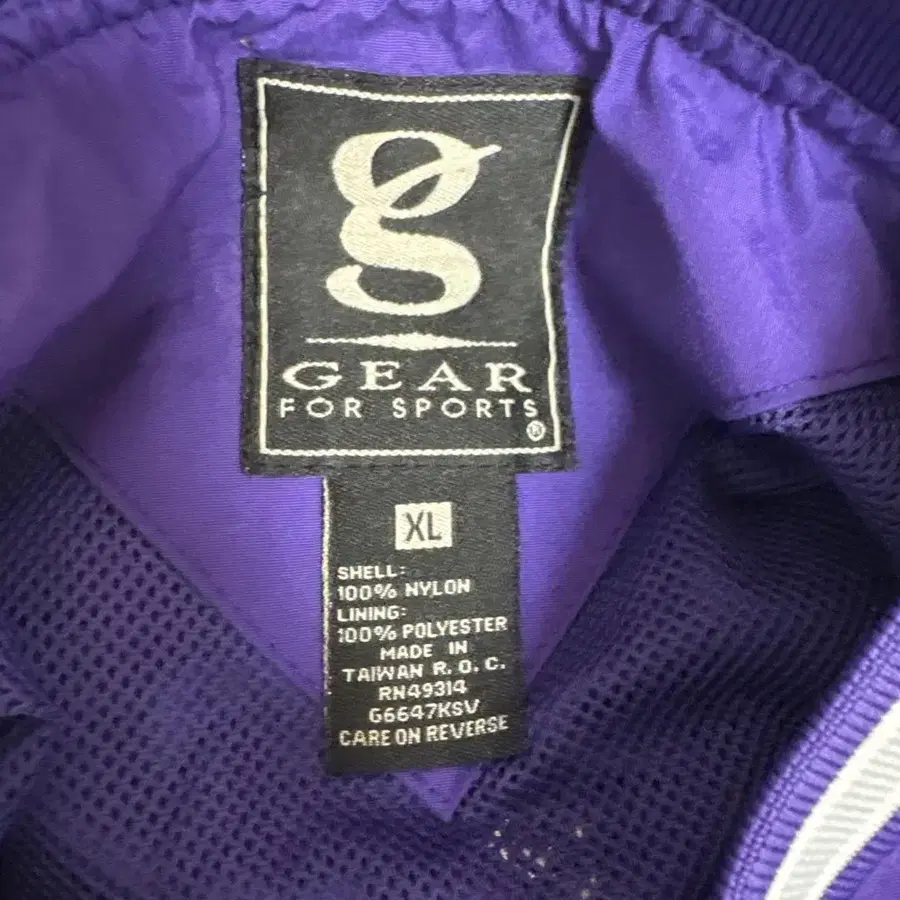 g
GEAR
FOR SPORTS
®
XL
SHELL:
100% NYLON
LINING:
100% POLYESTER
MADE IN
TAIWAN R.O.C.
RN49314
G6647KSV
CARE ON REVERSE